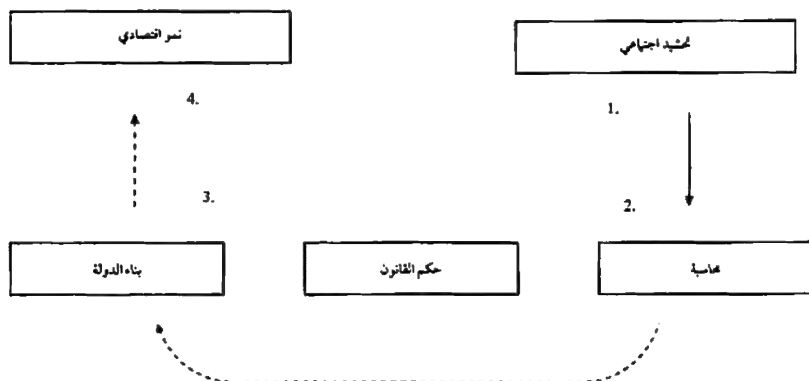 تحشيد اجتماعي
نمو اقتصادي
4.
1.
3.
2.
محاسبة
حكم القانون
بناء الدولة